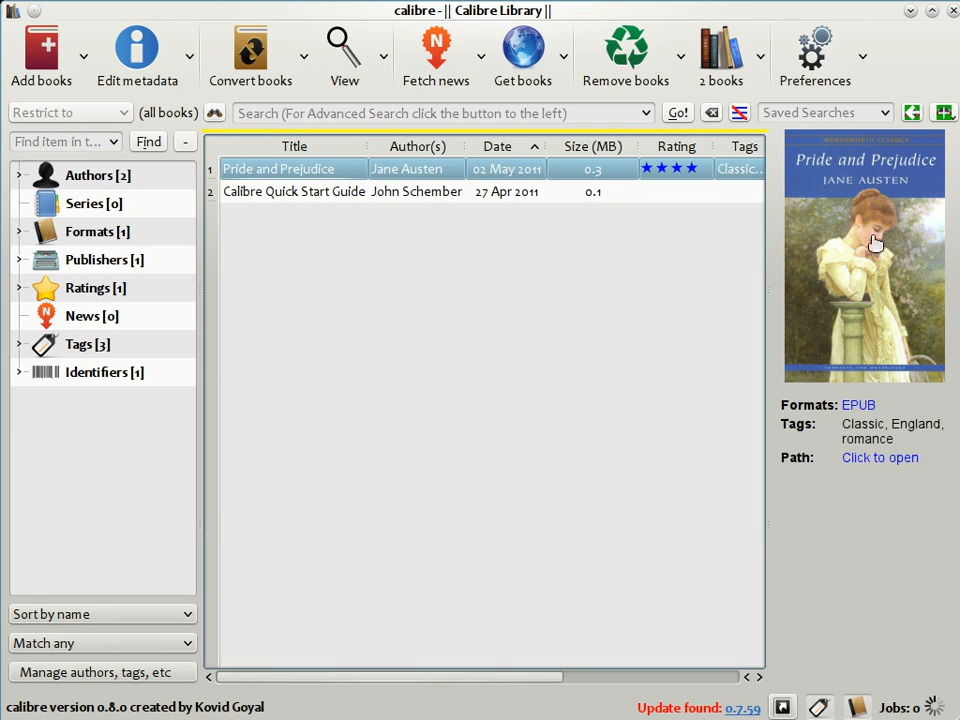 calibre - || Calibre Library ||
Add books
Edit metadata
Convert books
View
Fetch news
Get books
Remove books
2 books
Preferences
Restrict to
(all books)
Search (For Advanced Search click the button to the left)
Go!
Saved Searches
Find item in t...
Find
-
Authors [2]
Series [0]
Formats [1]
Publishers [1]
Ratings [1]
News [0]
Tags [3]
Identifiers [1]
Sort by name
Match any
Manage authors, tags, etc
Title Author(s) Date Size (MB) Rating Tags
1 Pride and Prejudice Jane Austen 02 May 2011 0.3 ★★★★ Classic...
2 Calibre Quick Start Guide John Schember 27 Apr 2011 0.1
WORDSWORTH CLASSICS
Pride and Prejudice
JANE AUSTEN
COMPLETE AND UNABRIDGED
Formats: EPUB
Tags: Classic, England,
romance
Path: Click to open
calibre version 0.8.0 created by Kovid Goyal
Update found: 0.7.59
Jobs: 0